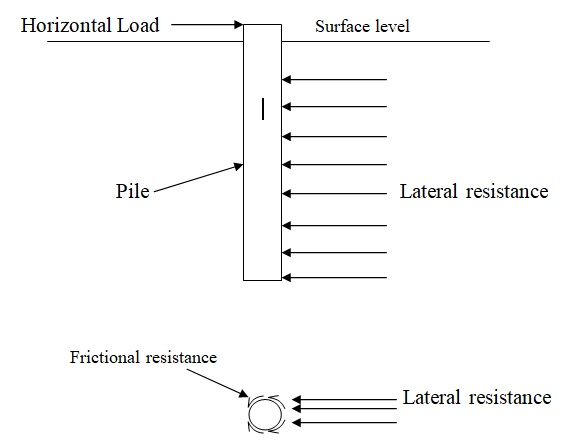 Horizontal Load
Surface level
Pile
Lateral resistance
Frictional resistance
Lateral resistance